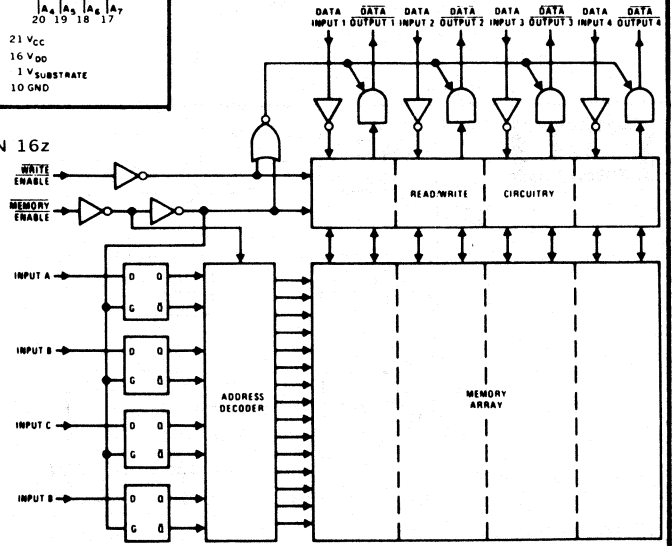 A4 A5 A6 A7
20 19 18 17
21 VCC
16 VDD
1 VSUBSTRATE
10 GND
N 16z
DATA INPUT 1
DATA OUTPUT 1
DATA INPUT 2
DATA OUTPUT 2
DATA INPUT 3
DATA OUTPUT 3
DATA INPUT 4
DATA OUTPUT 4
WRITE
ENABLE
MEMORY
ENABLE
READ/WRITE CIRCUITRY
INPUT A
D Q
G Q̄
INPUT B
D Q
G Q̄
INPUT C
D Q
G Q̄
INPUT B
D Q
G Q̄
ADDRESS
DECODER
MEMORY
ARRAY